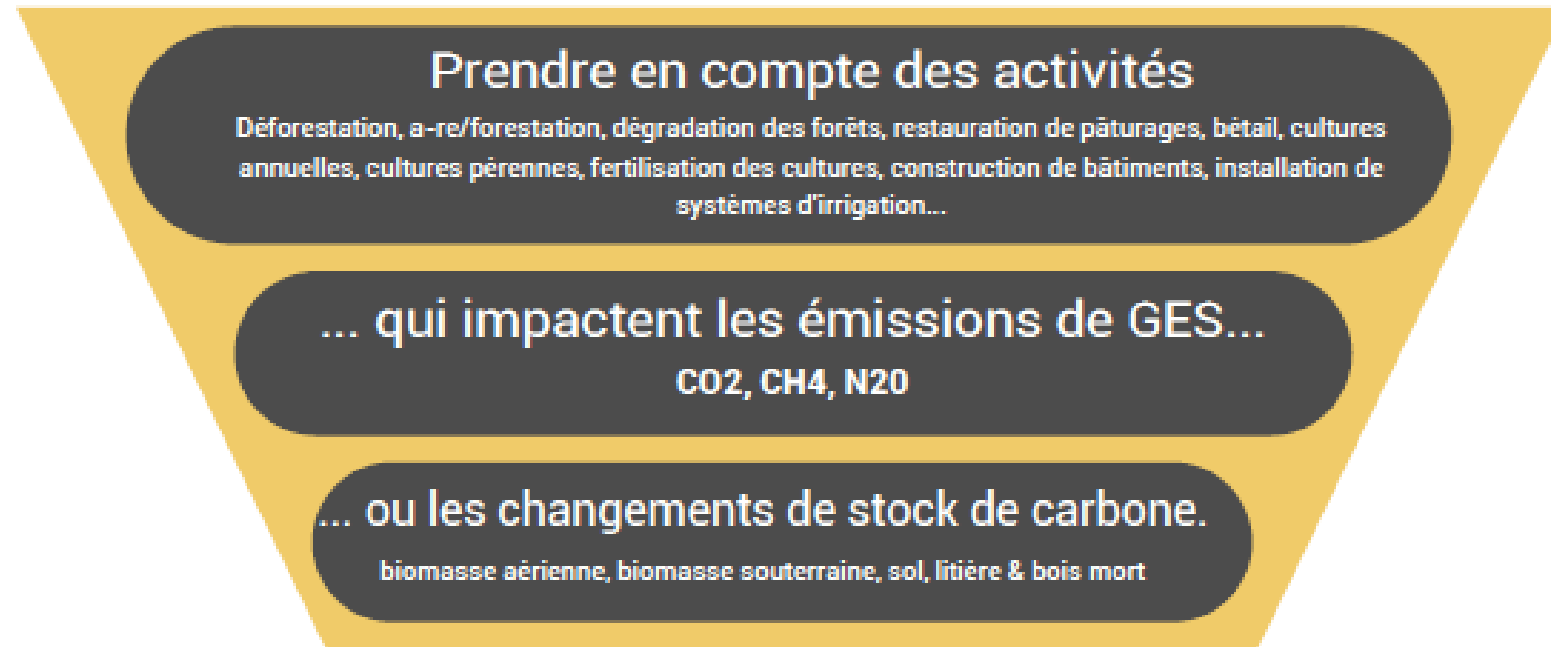 Prendre en compte des activités
Déforestation, a-re/forestation, dégradation des forêts, restauration de pâturages, bétail, cultures
annuelles, cultures pérennes, fertilisation des cultures, construction de bâtiments, installation de
systèmes d'irrigation...
... qui impactent les émissions de GES...
CO2, CH4, N20
... ou les changements de stock de carbone.
biomasse aérienne, biomasse souterraine, sol, litière & bois mort